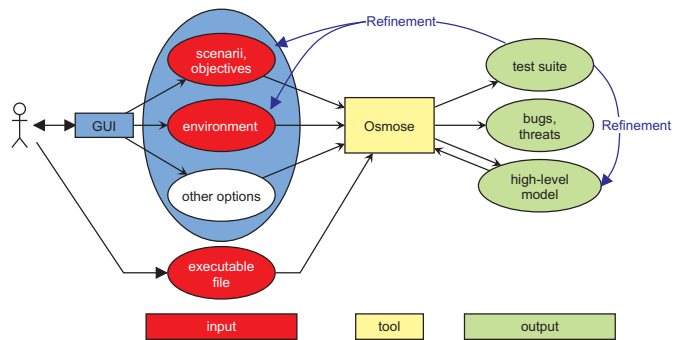 Refinement
scenarii,
objectives
test suite
GUI
environment
Osmose
bugs,
threats
Refinement
other options
high-level
model
executable
file
input
tool
output